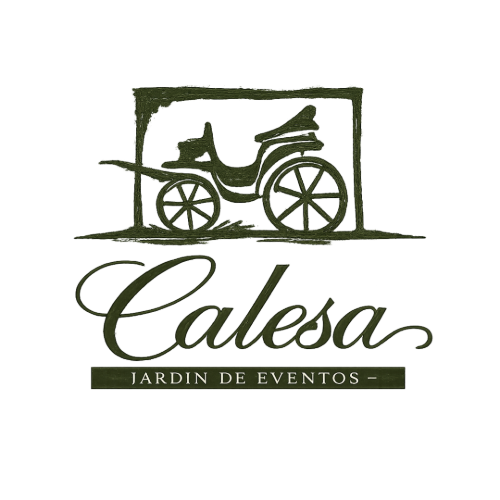 Calesa
JARDIN DE EVENTOS –